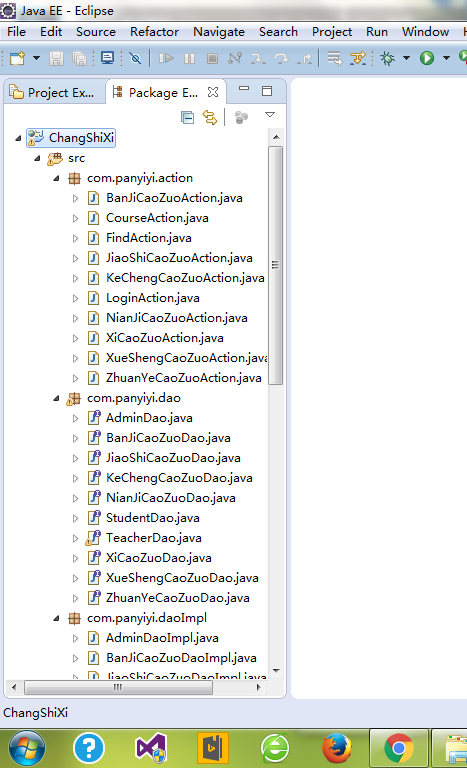 Java EE - Eclipse
File Edit Source Refactor Navigate Search Project Run Window
Project Ex... Package E...
ChangShiXi
src
com.panyiyi.action
BanJiCaoZuoAction.java
CourseAction.java
FindAction.java
JiaoShiCaoZuoAction.java
KeChengCaoZuoAction.java
LoginAction.java
NianJiCaoZuoAction.java
XiCaoZuoAction.java
XueShengCaoZuoAction.java
ZhuanYeCaoZuoAction.java
com.panyiyi.dao
AdminDao.java
BanJiCaoZuoDao.java
JiaoShiCaoZuoDao.java
KeChengCaoZuoDao.java
NianJiCaoZuoDao.java
StudentDao.java
TeacherDao.java
XiCaoZuoDao.java
XueShengCaoZuoDao.java
ZhuanYeCaoZuoDao.java
com.panyiyi.daoImpl
AdminDaoImpl.java
BanJiCaoZuoDaoImpl.java
JiaoShiCaoZuoDaoImpl.java
ChangShiXi